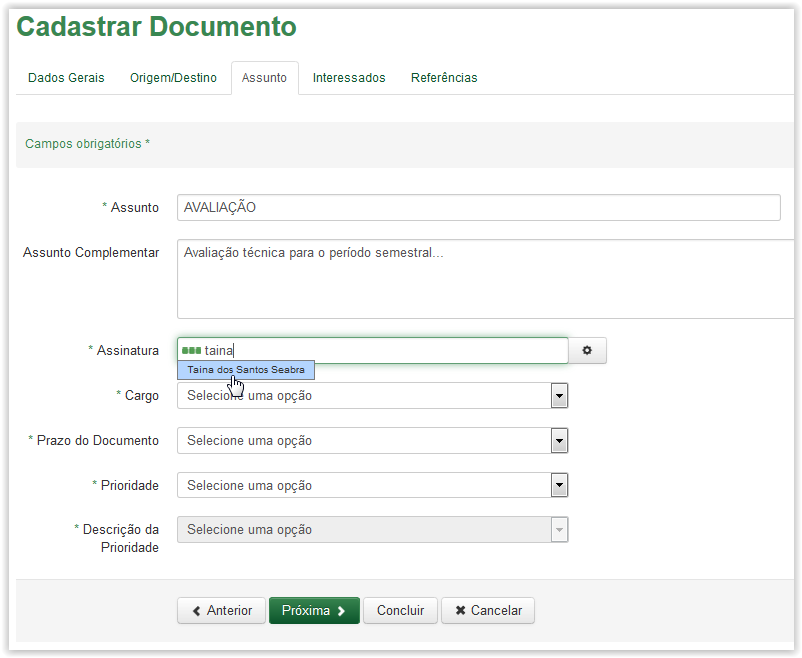 Cadastrar Documento
Dados Gerais Origem/Destino Assunto Interessados Referências
Campos obrigatórios *
* Assunto AVALIAÇÃO
Assunto Complementar Avaliação técnica para o período semestral...
* Assinatura taina
Taína dos Santos Seabra
* Cargo Selecione uma opção
* Prazo do Documento Selecione uma opção
* Prioridade Selecione uma opção
* Descrição da Selecione uma opção
Prioridade
Anterior Próxima Concluir Cancelar